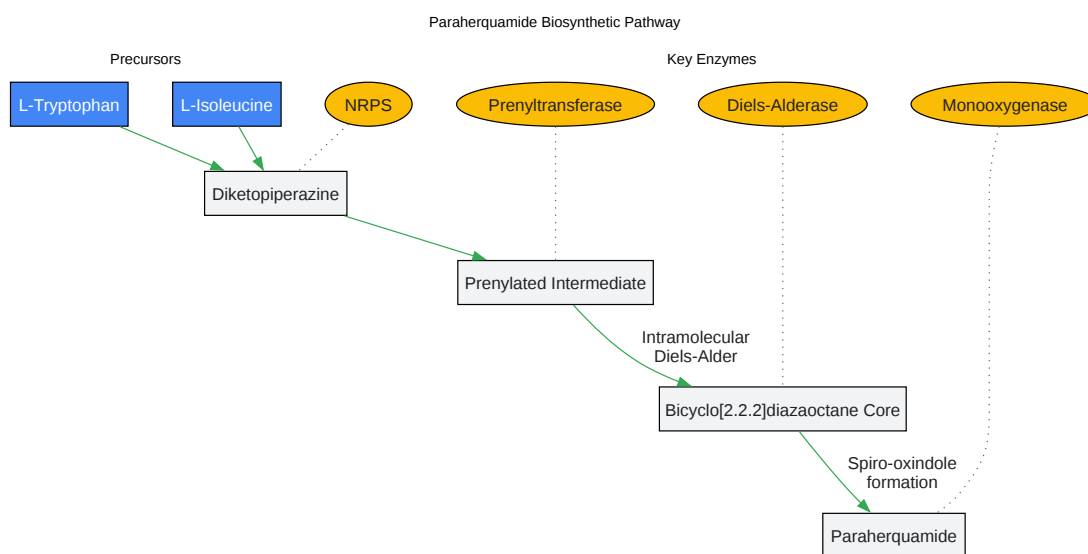 Paraherquamide Biosynthetic Pathway
Precursors
Key Enzymes
L-Tryptophan
L-Isoleucine
NRPS
Prenyltransferase
Diels-Alderase
Monooxygenase
Diketopiperazine
Prenylated Intermediate
Intramolecular
Diels-Alder
Bicyclo[2.2.2]diazaoctane Core
Spiro-oxindole
formation
Paraherquamide